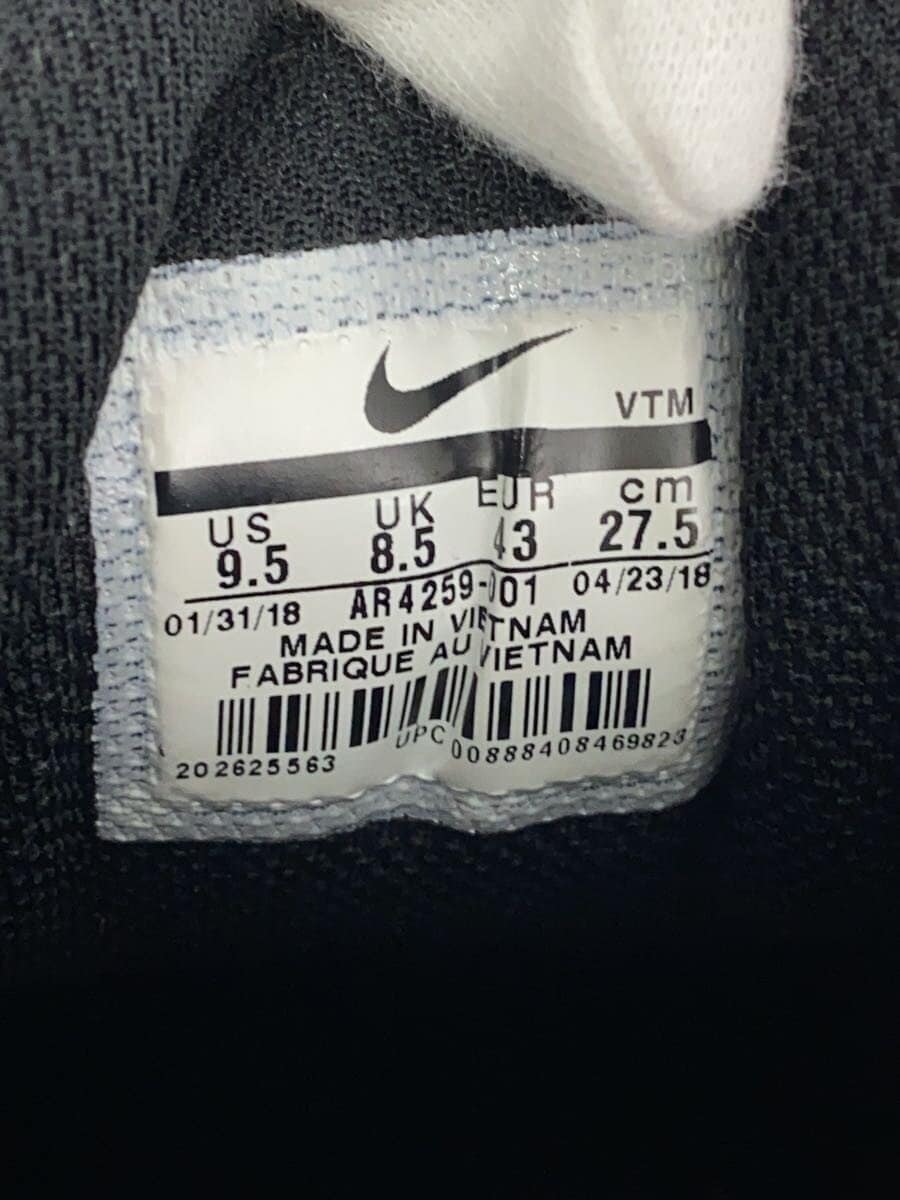 VTM
US UK EUR cm
9.5 8.5 43 27.5
01/31/18 AR4259-001 04/23/18
MADE IN VIETNAM
FABRIQUE AU VIETNAM
202625563 UPC 00888408469823